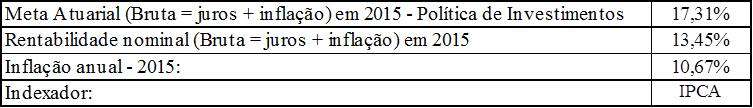 Meta Atuarial (Bruta = juros + inflação) em 2015 - Política de Investimentos 17,31%
Rentabilidade nominal (Bruta = juros + inflação) em 2015 13,45%
Inflação anual - 2015: 10,67%
Indexador: IPCA